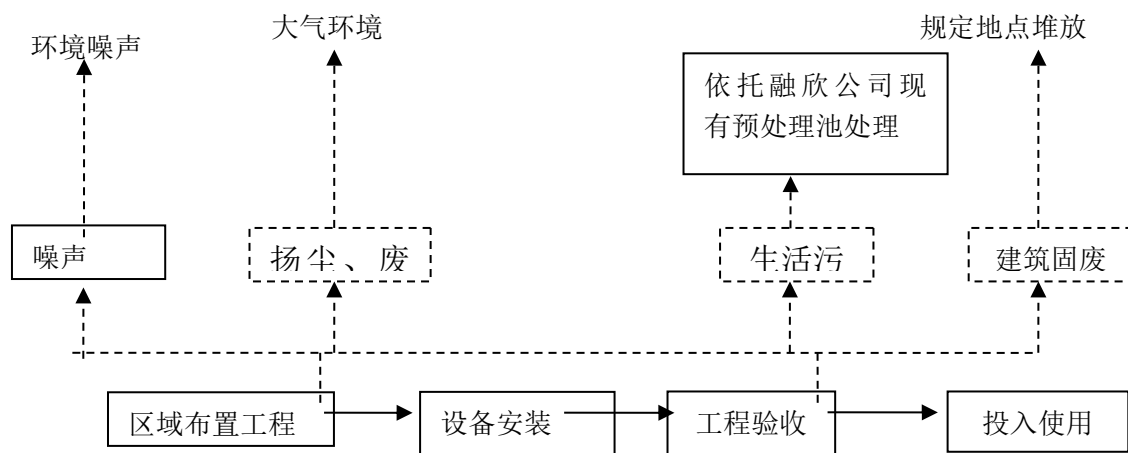 环境噪声
大气环境
规定地点堆放
依托融欣公司现
有预处理池处理
噪声
扬尘、废
生活污
建筑固废
区域布置工程
设备安装
工程验收
投入使用